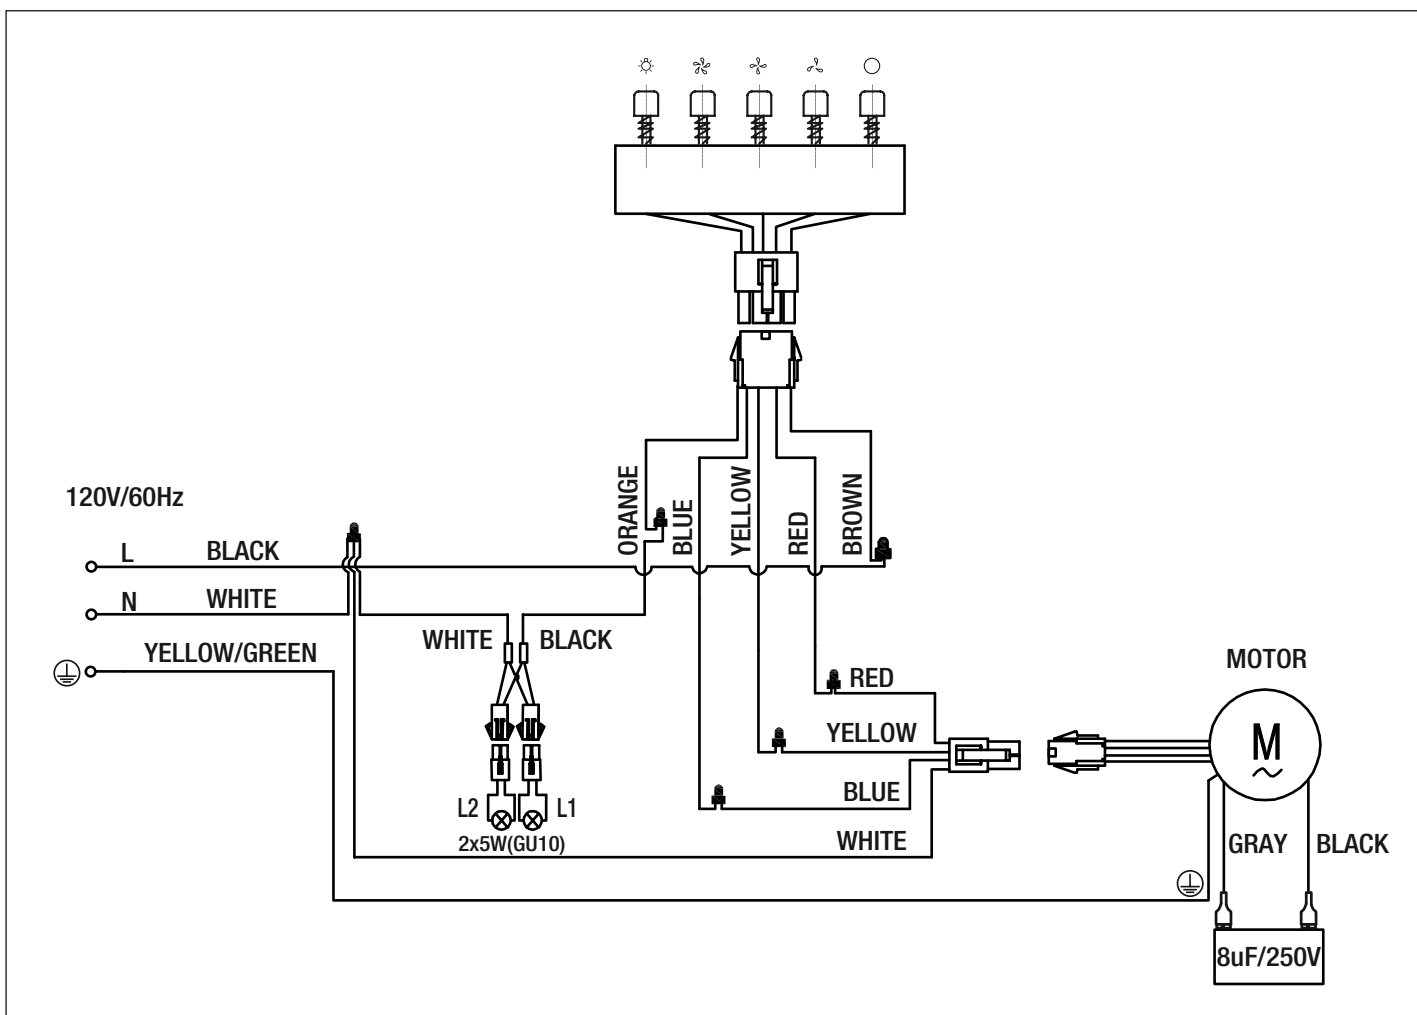 ORANGE
BLUE
YELLOW
RED
BROWN
120V/60Hz
L BLACK
N WHITE
YELLOW/GREEN
WHITE BLACK
RED
MOTOR
M
YELLOW
BLUE
L2 L1
2x5W(GU10)
WHITE
GRAY BLACK
8uF/250V